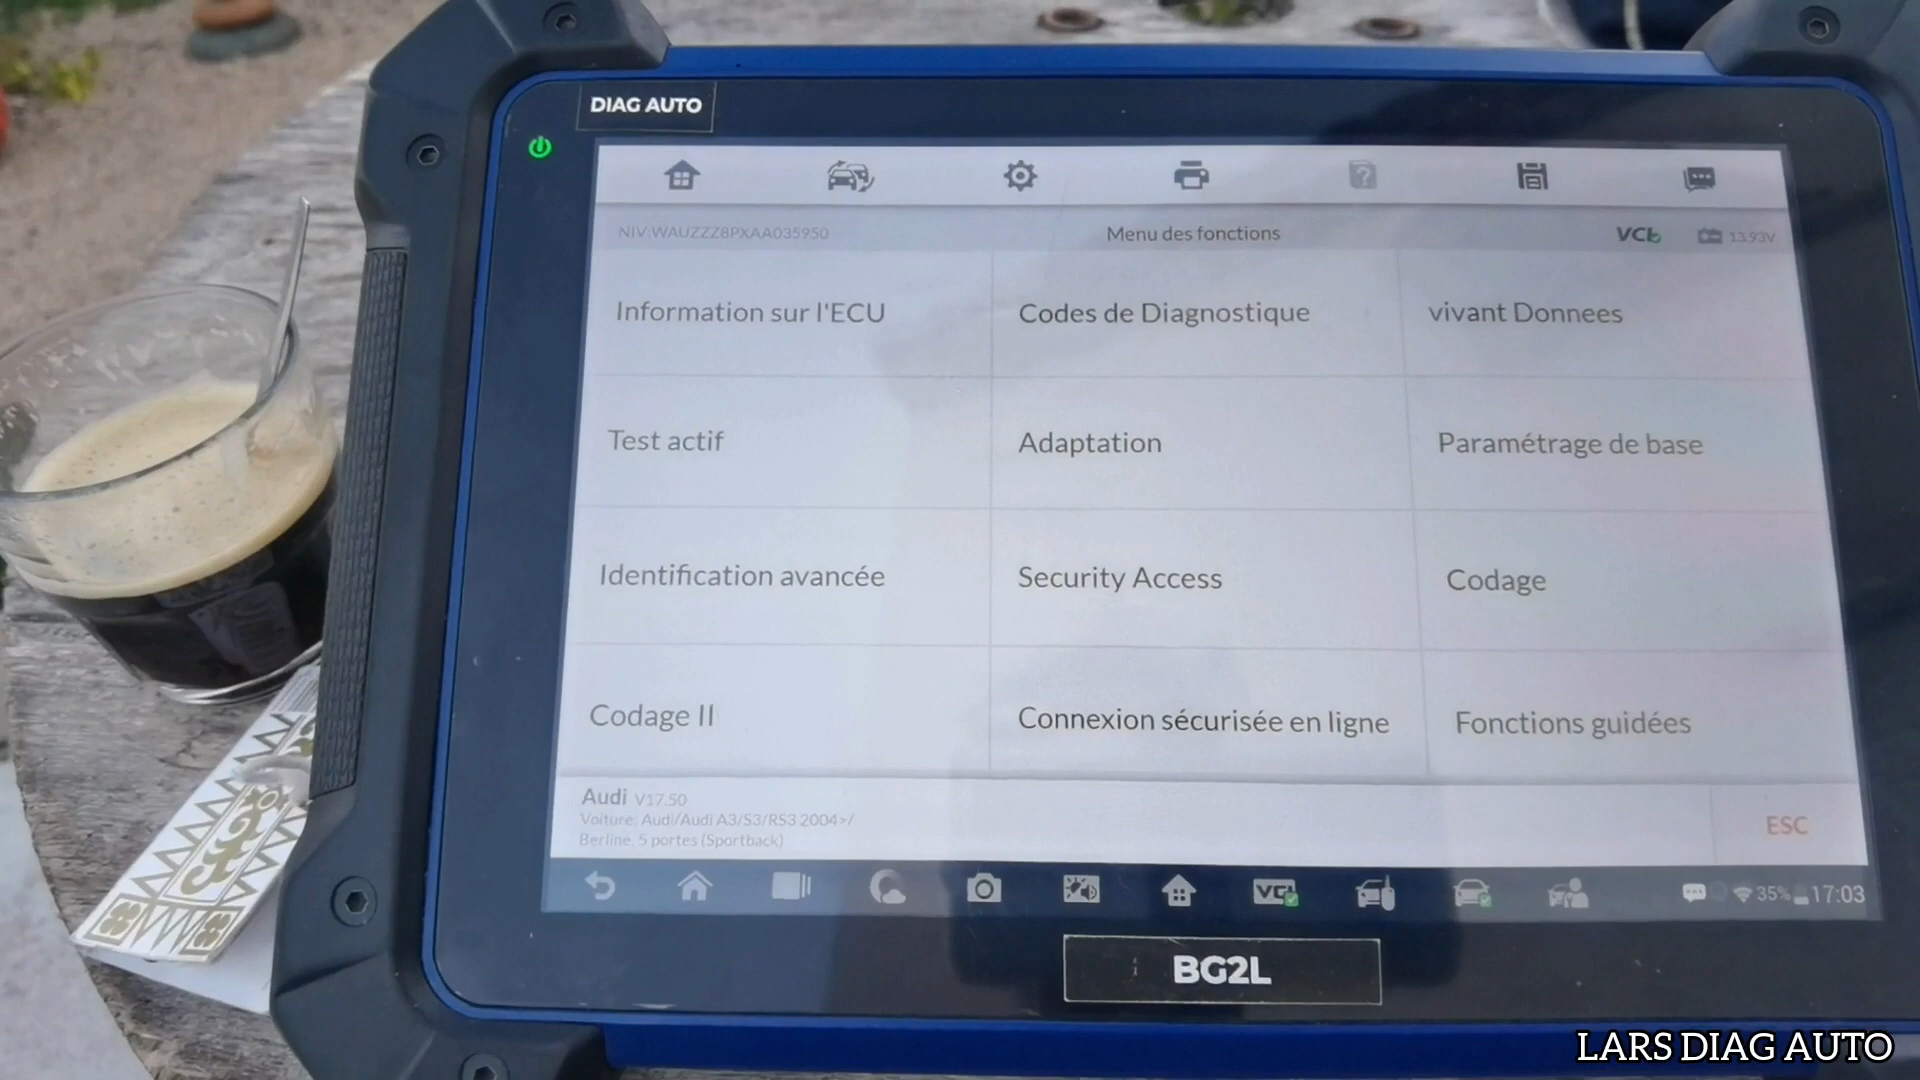 DIAG AUTO
NIV:WAUZZZ8PXAA035950
Menu des fonctions
VCI
13.93V
Information sur l'ECU
Codes de Diagnostique
vivant Donnees
Test actif
Adaptation
Paramétrage de base
Identification avancée
Security Access
Codage
Codage II
Connexion sécurisée en ligne
Fonctions guidées
Audi V17.50
Voiture: Audi/Audi A3/S3/RS3 2004>/
Berline, 5 portes (Sportback)
ESC
VCI
35%
17:03
BG2L
LARS DIAG AUTO